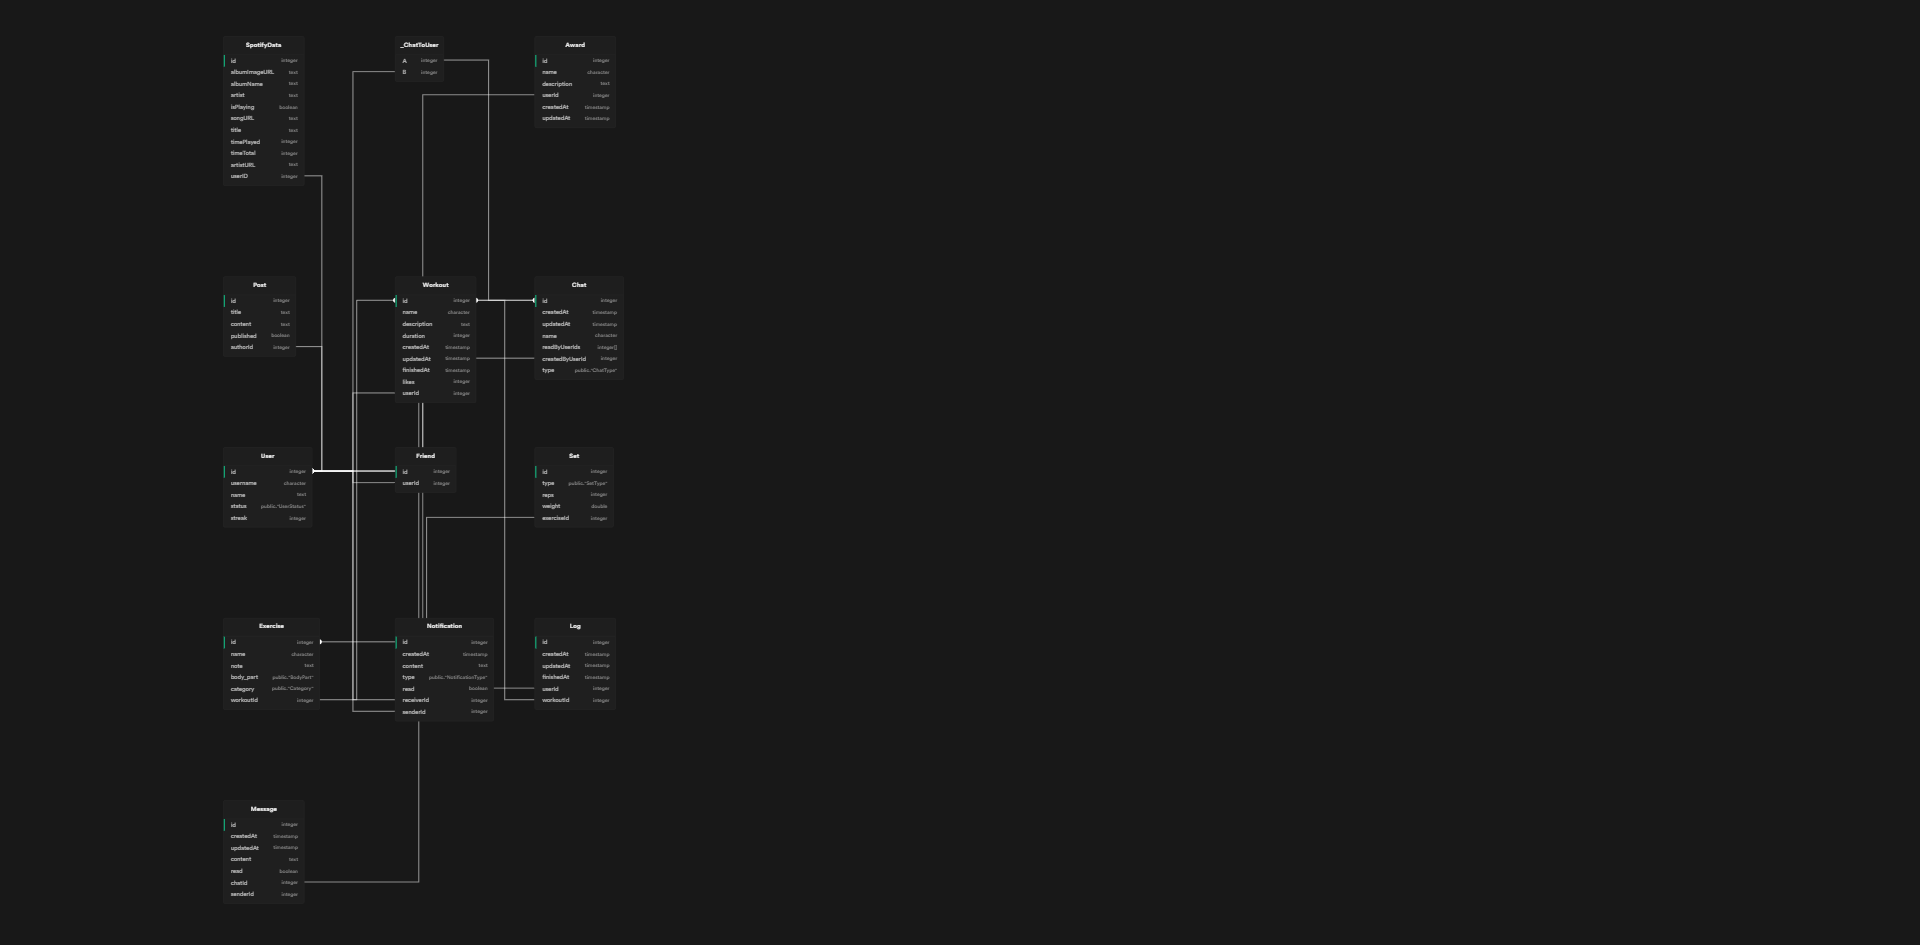 SpotifyData
id integer
albumImageURL text
albumName text
artist text
isPlaying boolean
songURL text
title text
timePlayed integer
timeTotal integer
artistURL text
userID integer
_ChatToUser
A integer
B integer
Award
id integer
name character
description text
userId integer
createdAt timestamp
updatedAt timestamp
Post
id integer
title text
content text
published boolean
authorId integer
Workout
id integer
name character
description text
duration integer
createdAt timestamp
updatedAt timestamp
finishedAt timestamp
likes integer
userId integer
Chat
id integer
createdAt timestamp
updatedAt timestamp
name character
readByUserIds integer[]
createdByUserId integer
type public."ChatType"
User
id integer
username character
name text
status public."UserStatus"
streak integer
Friend
id integer
userId integer
Set
id integer
type public."SetType"
reps integer
weight double
exerciseId integer
Exercise
id integer
name character
note text
body_part public."BodyPart"
category public."Category"
workoutId integer
Notification
id integer
createdAt timestamp
content text
type public."NotificationType"
read boolean
receiverId integer
senderId integer
Log
id integer
createdAt timestamp
updatedAt timestamp
finishedAt timestamp
userId integer
workoutId integer
Message
id integer
createdAt timestamp
updatedAt timestamp
content text
read boolean
chatId integer
senderId integer